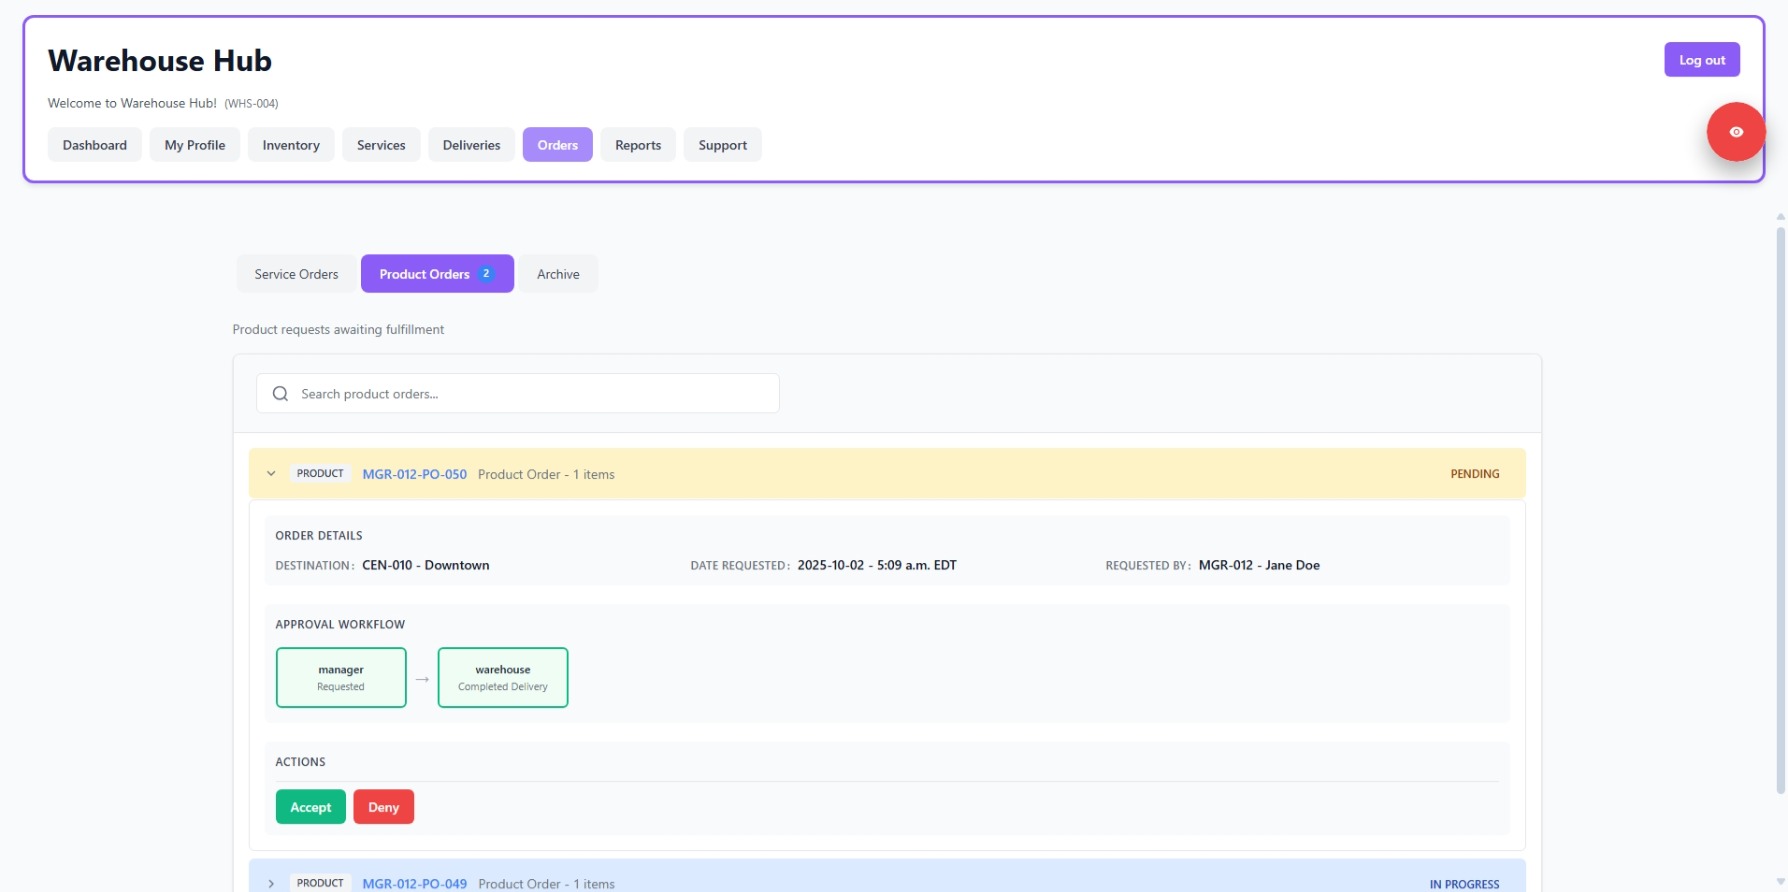 Warehouse Hub
Log out
Welcome to Warehouse Hub! (WHS-004)
Dashboard My Profile Inventory Services Deliveries Orders Reports Support
Service Orders Product Orders 2 Archive
Product requests awaiting fulfillment
Search product orders...
PRODUCT MGR-012-PO-050 Product Order - 1 items PENDING
ORDER DETAILS
DESTINATION: CEN-010 - Downtown DATE REQUESTED: 2025-10-02 - 5:09 a.m. EDT REQUESTED BY: MGR-012 - Jane Doe
APPROVAL WORKFLOW
manager
Requested
→
warehouse
Completed Delivery
ACTIONS
Accept Deny
PRODUCT MGR-012-PO-049 Product Order - 1 items IN PROGRESS